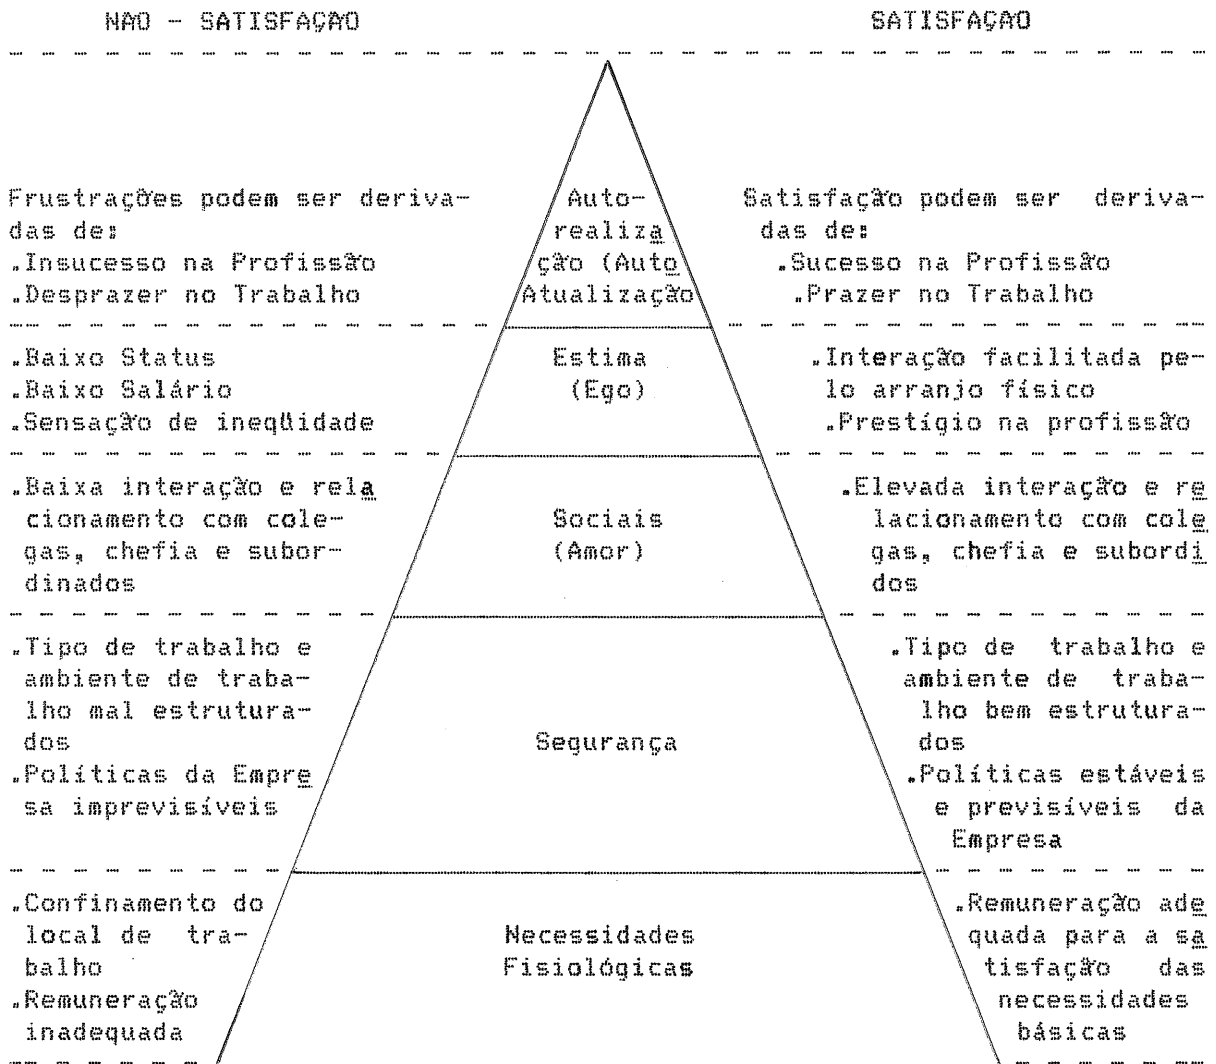 NÃO - SATISFAÇÃO
SATISFAÇÃO
Frustrações podem ser deriva-
das de:
.Insucesso na Profissão
.Desprazer no Trabalho
Auto-
realiza
ção (Auto
Atualização
Satisfação podem ser deriva-
das de:
.Sucesso na Profissão
.Prazer no Trabalho
.Baixo Status
.Baixo Salário
.Sensação de ineqüidade
Estima
(Ego)
.Interação facilitada pe-
lo arranjo físico
.Prestígio na profissão
.Baixa interação e rela
cionamento com cole-
gas, chefia e subor-
dinados
Sociais
(Amor)
.Elevada interação e re
lacionamento com cole
gas, chefia e subordi
dos
.Tipo de trabalho e
ambiente de traba-
lho mal estrutura-
dos
.Políticas da Empre
sa imprevisíveis
Segurança
.Tipo de trabalho e
ambiente de traba-
lho bem estrutura-
dos
.Políticas estáveis
e previsíveis da
Empresa
.Confinamento do
local de tra-
balho
.Remuneração
inadequada
Necessidades
Fisiológicas
.Remuneração ade
quada para a sa
tisfação das
necessidades
básicas